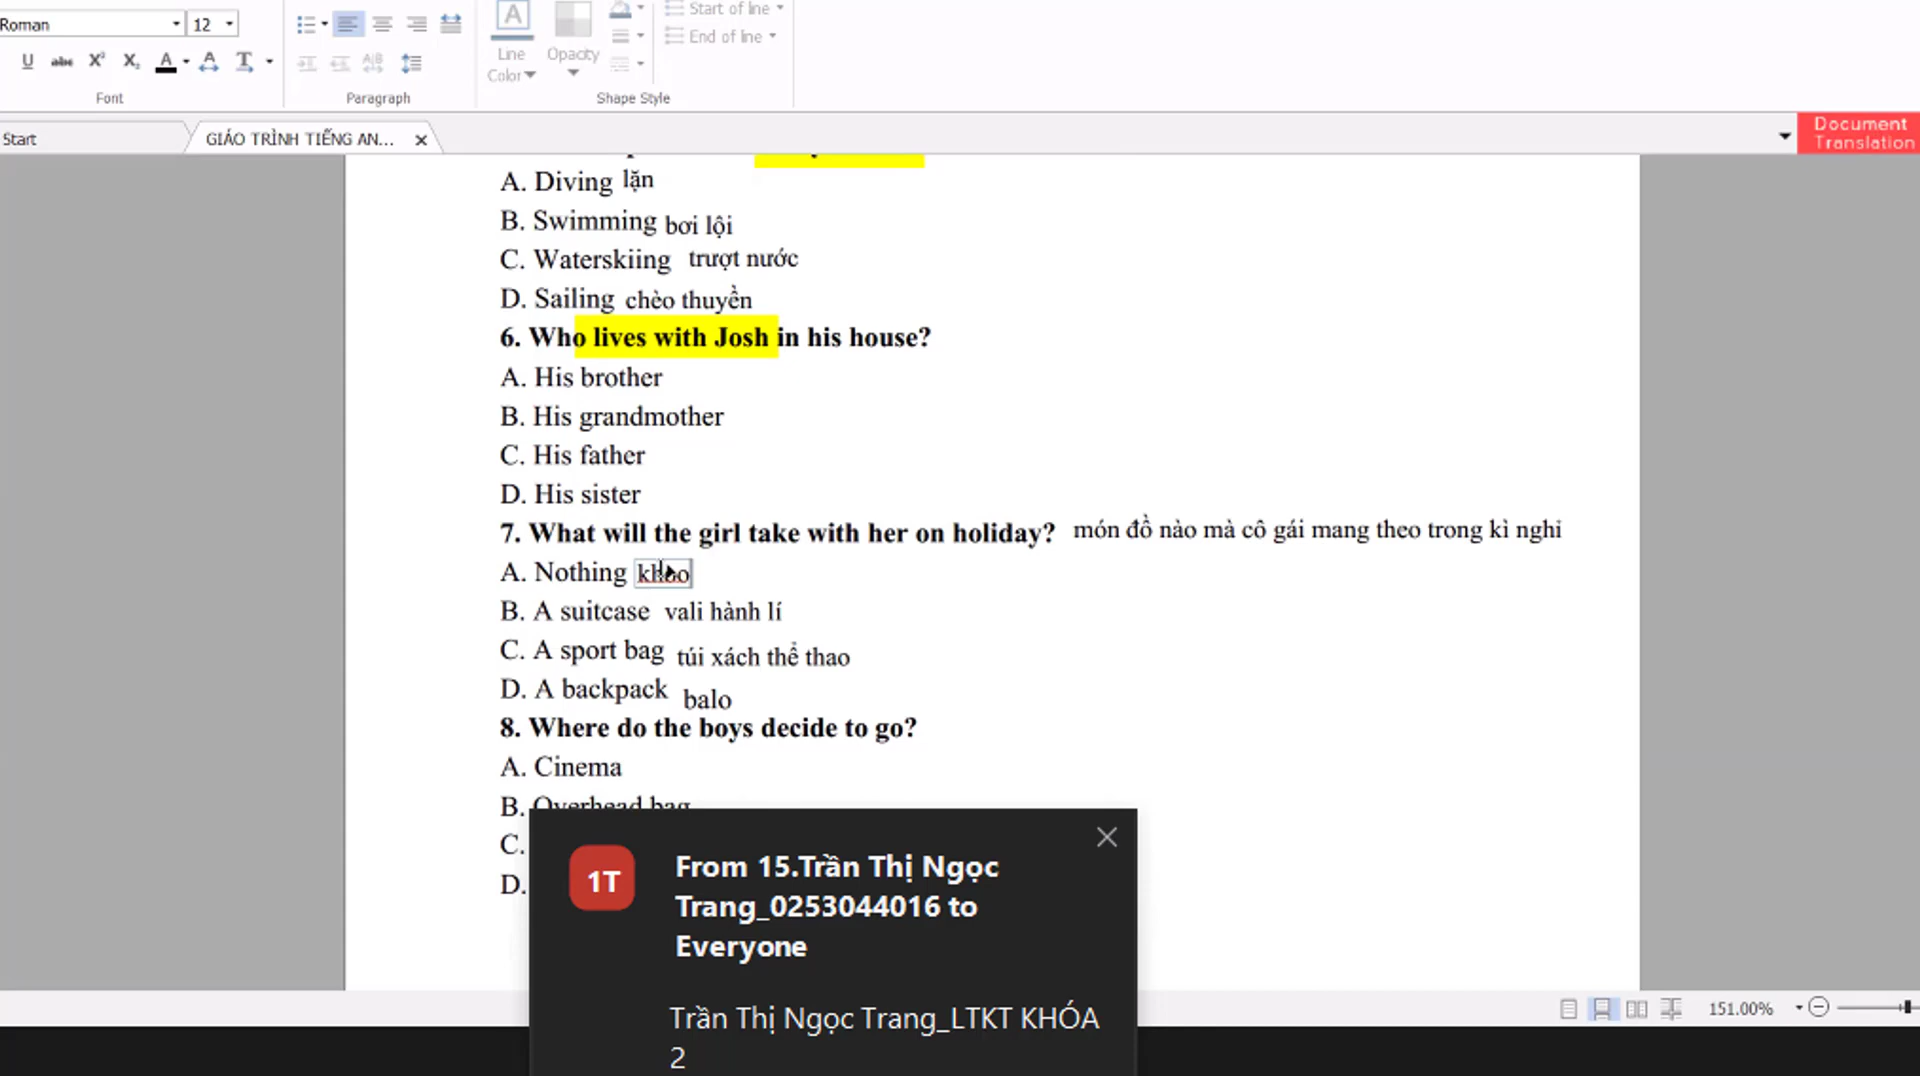 Roman 12
Start of line
End of line
U abc X² X₂ A A T A|B
Line Color
Opacity
Font Paragraph Shape Style
Start GIÁO TRÌNH TIẾNG AN...
Document Translation
A. Diving lặn
B. Swimming bơi lội
C. Waterskiing trượt nước
D. Sailing chèo thuyền
6. Who lives with Josh in his house?
A. His brother
B. His grandmother
C. His father
D. His sister
7. What will the girl take with her on holiday? món đồ nào mà cô gái mang theo trong kì nghỉ
A. Nothing
B. A suitcase vali hành lí
C. A sport bag túi xách thể thao
D. A backpack balo
8. Where do the boys decide to go?
A. Cinema
B. Overhead bag
C.
D.
1T
From 15.Trần Thị Ngọc
Trang_0253044016 to
Everyone
Trần Thị Ngọc Trang_LTKT KHÓA
2
151.00%